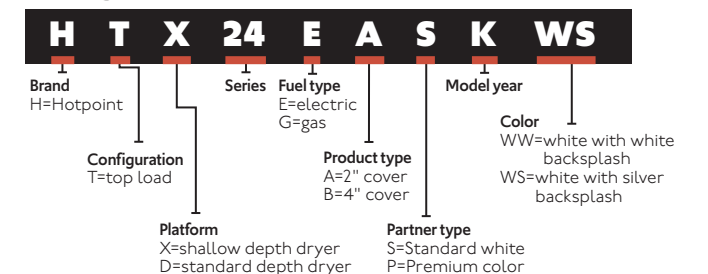 H T X 24 E A S K WS
Brand
H=Hotpoint
Configuration
T=top load
Platform
X=shallow depth dryer
D=standard depth dryer
Series
Fuel type
E=electric
G=gas
Product type
A=2" cover
B=4" cover
Partner type
S=Standard white
P=Premium color
Model year
Color
WW=white with white
backsplash
WS=white with silver
backsplash